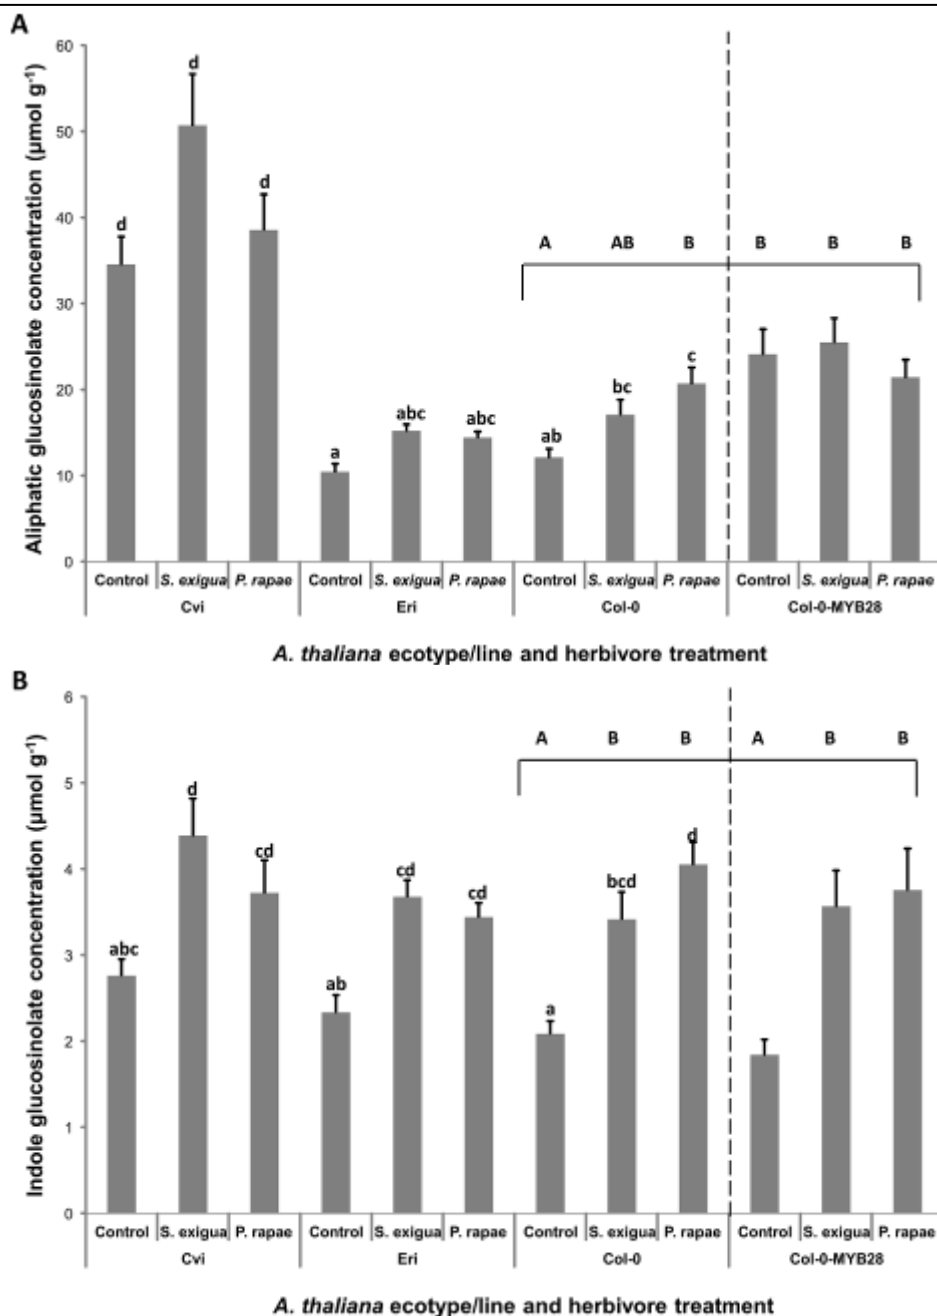 A
Aliphatic glucosinolate concentration (µmol g⁻¹)
60
50
40
30
20
10
0
d
d
d
a
abc
abc
ab
bc
c
A AB B B B B
Control S. exigua P. rapae Control S. exigua P. rapae Control S. exigua P. rapae Control S. exigua P. rapae
Cvi Eri Col-0 Col-0-MYB28
A. thaliana ecotype/line and herbivore treatment
B
Indole glucosinolate concentration (µmol g⁻¹)
6
5
4
3
2
1
0
abc
d
cd
ab
cd
cd
a
bcd
d
A B B A B B
Control S. exigua P. rapae Control S. exigua P. rapae Control S. exigua P. rapae Control S. exigua P. rapae
Cvi Eri Col-0 Col-0-MYB28
A. thaliana ecotype/line and herbivore treatment